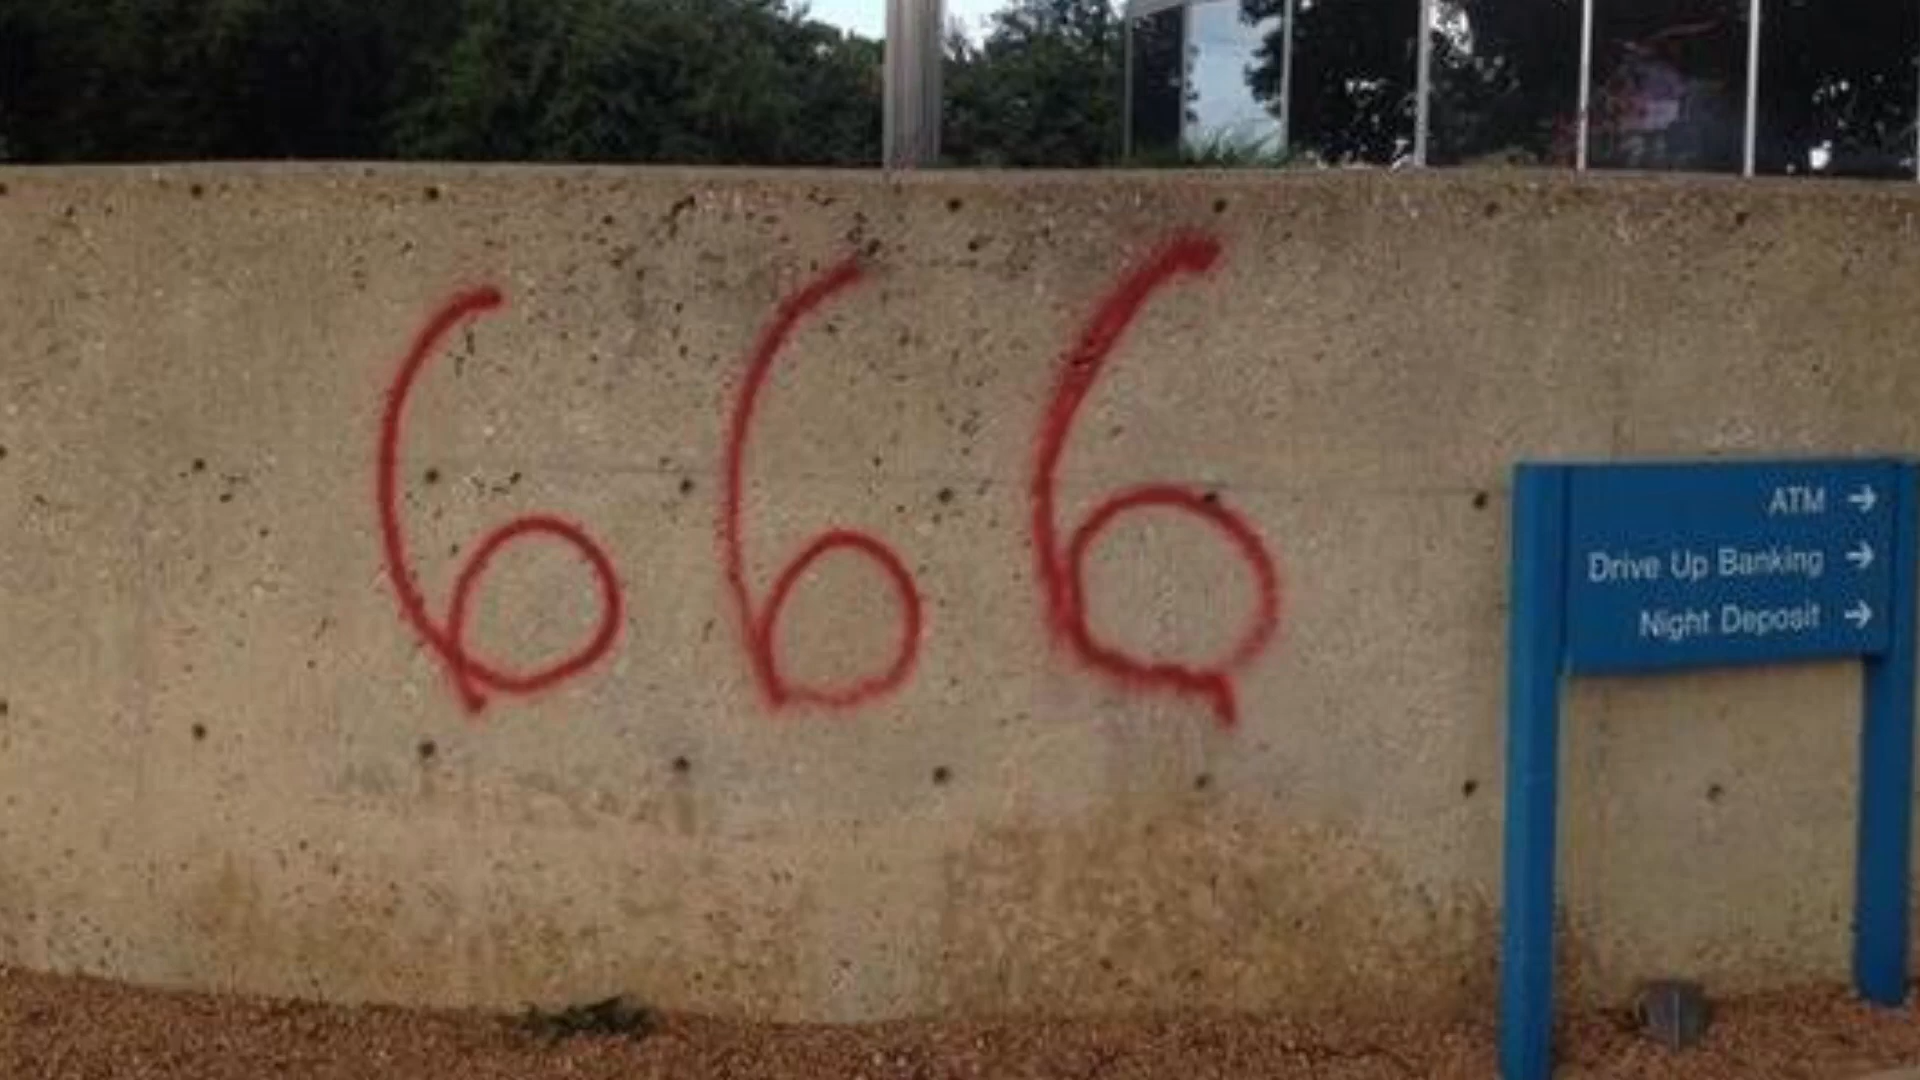 666
ATM →
Drive Up Banking →
Night Deposit →